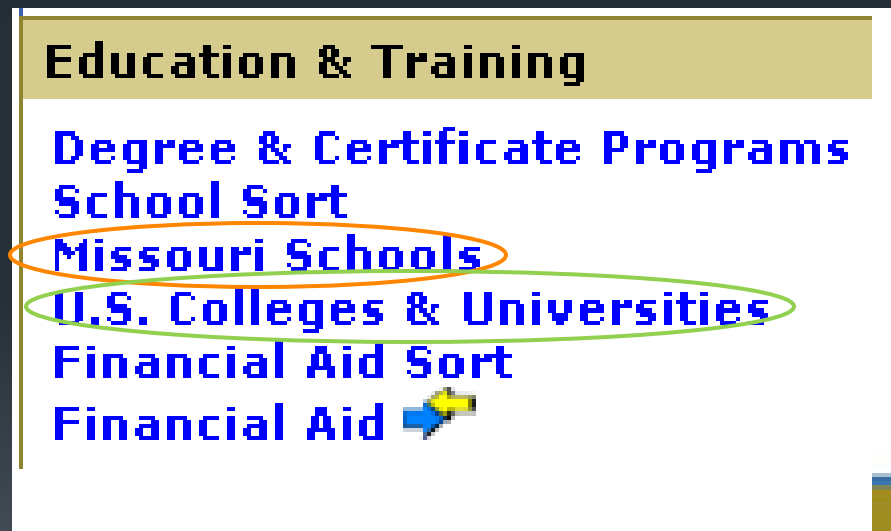 Education & Training
Degree & Certificate Programs
School Sort
Missouri Schools
U.S. Colleges & Universities
Financial Aid Sort
Financial Aid